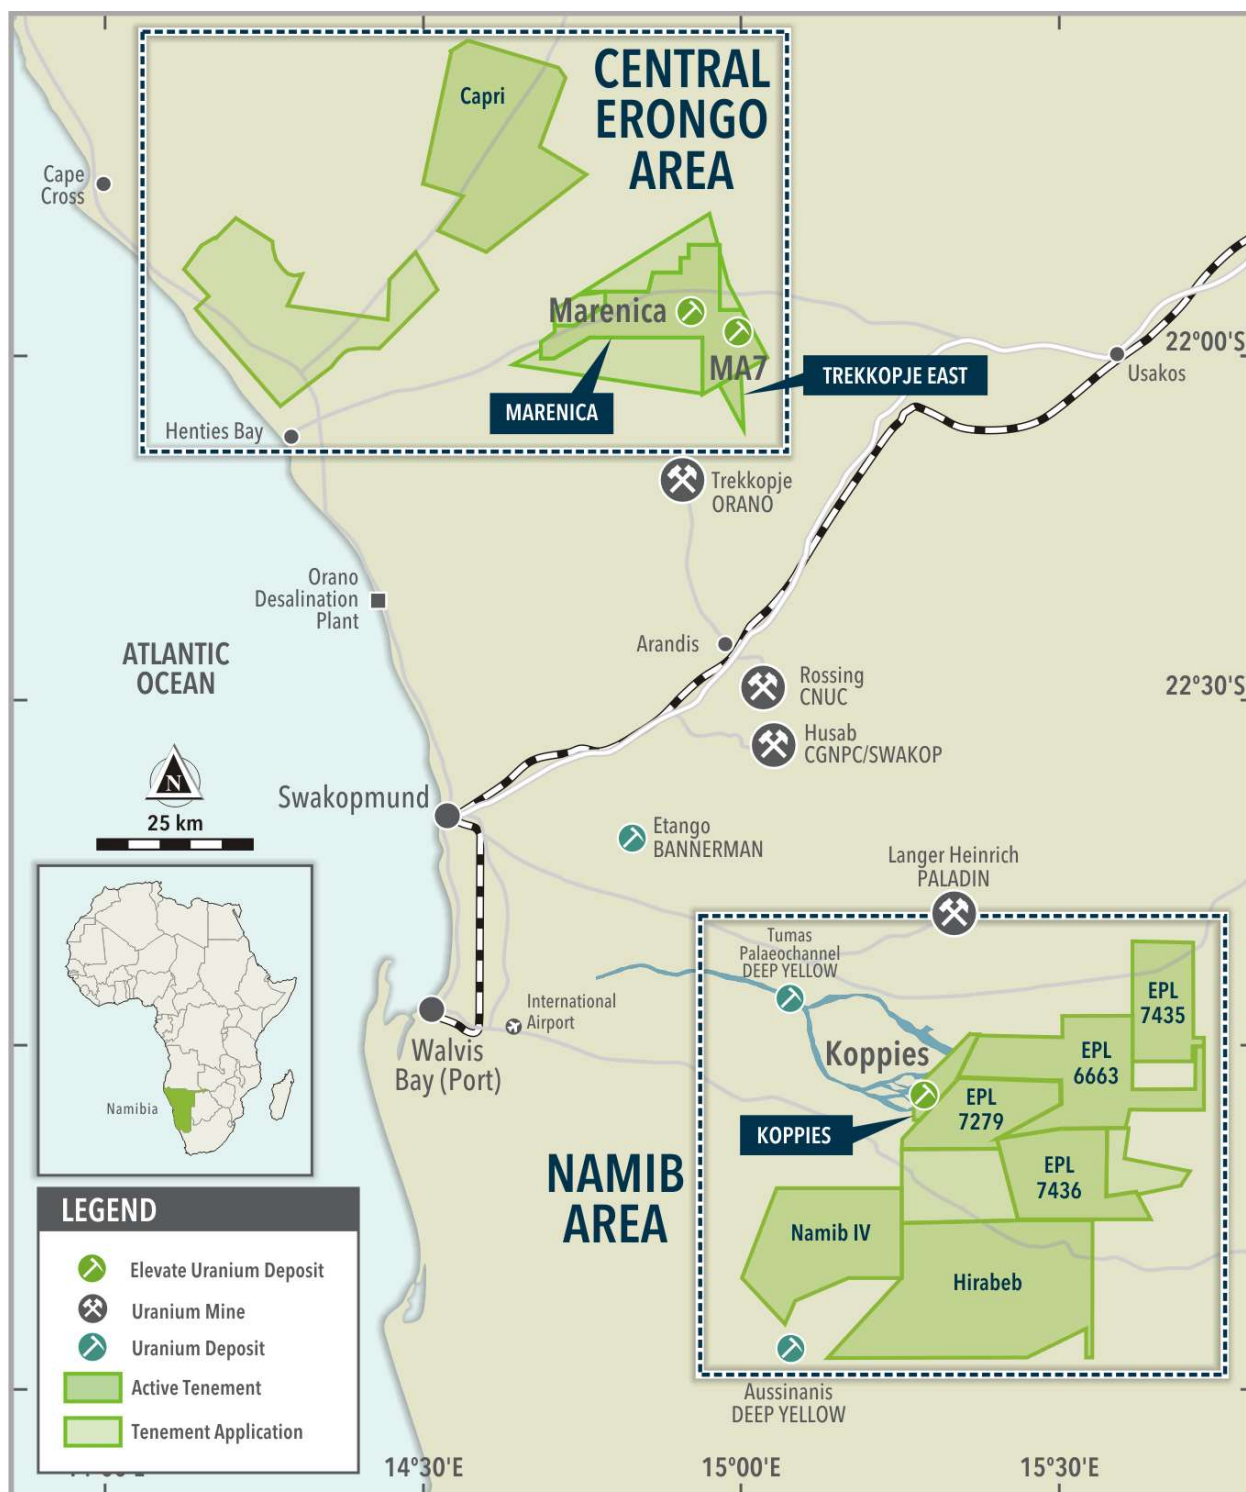 CENTRAL
ERONGO
AREA
Capri
Cape
Cross
Marenica
MA7
TREKKOPJE EAST
MARENICA
22°00'S
Usakos
Henties Bay
Trekkopje
ORANO
Orano
Desalination
Plant
Arandis
ATLANTIC
OCEAN
Rossing
CNUC
22°30'S
Husab
CGNPC/SWAKOP
N
25 km
Swakopmund
Etango
BANNERMAN
Langer Heinrich
PALADIN
Tumas
Palaeochannel
DEEP YELLOW
International
Airport
Walvis
Bay (Port)
Koppies
EPL
7435
EPL
6663
EPL
7279
KOPPIES
EPL
7436
Namibia
NAMIB
AREA
Namib IV
Hirabeb
LEGEND
Elevate Uranium Deposit
Uranium Mine
Uranium Deposit
Active Tenement
Tenement Application
Aussinanis
DEEP YELLOW
14°30'E
15°00'E
15°30'E